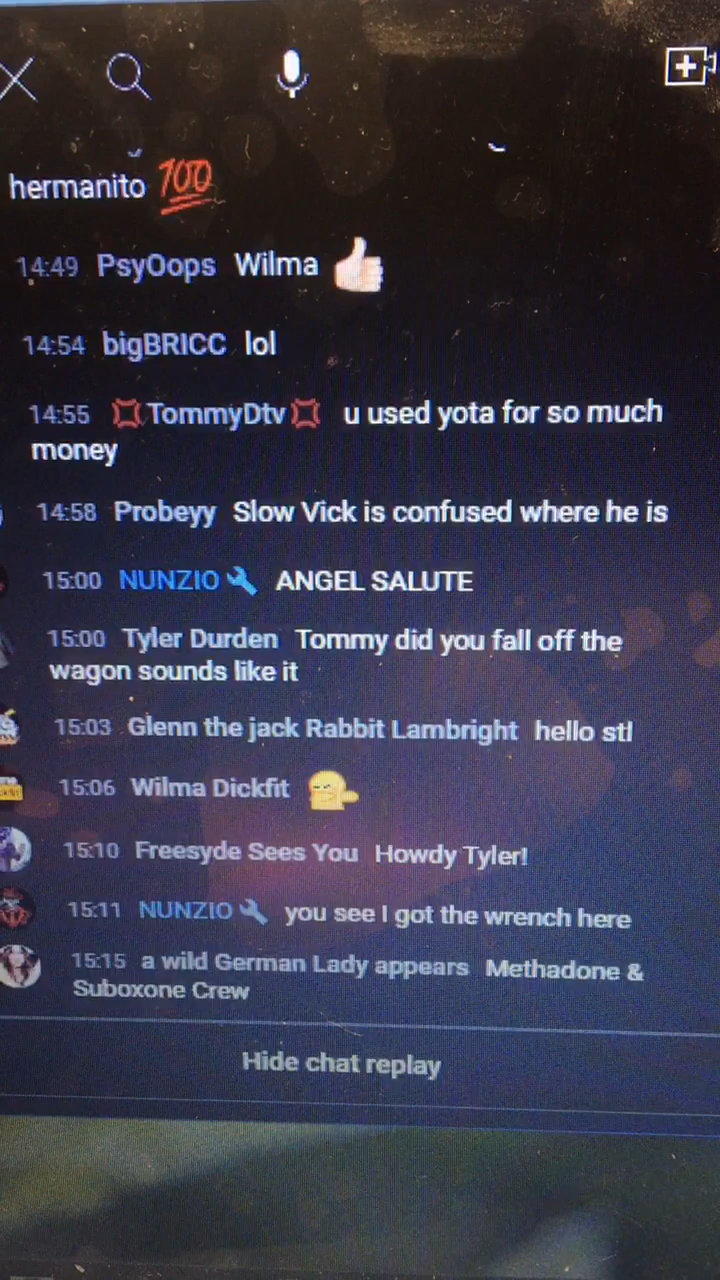 hermanito 💯
14:49 PsyOops Wilma 👍
14:54 bigBRICC lol
14:55 💢TommyDtv💢 u used yota for so much
money
14:58 Probeyy Slow Vick is confused where he is
15:00 NUNZIO ANGEL SALUTE
15:00 Tyler Durden Tommy did you fall off the
wagon sounds like it
15:03 Glenn the jack Rabbit Lambright hello stl
15:06 Wilma Dickfit
15:10 Freesyde Sees You Howdy Tyler!
15:11 NUNZIO you see I got the wrench here
15:15 a wild German Lady appears Methadone &
Suboxone Crew
Hide chat replay